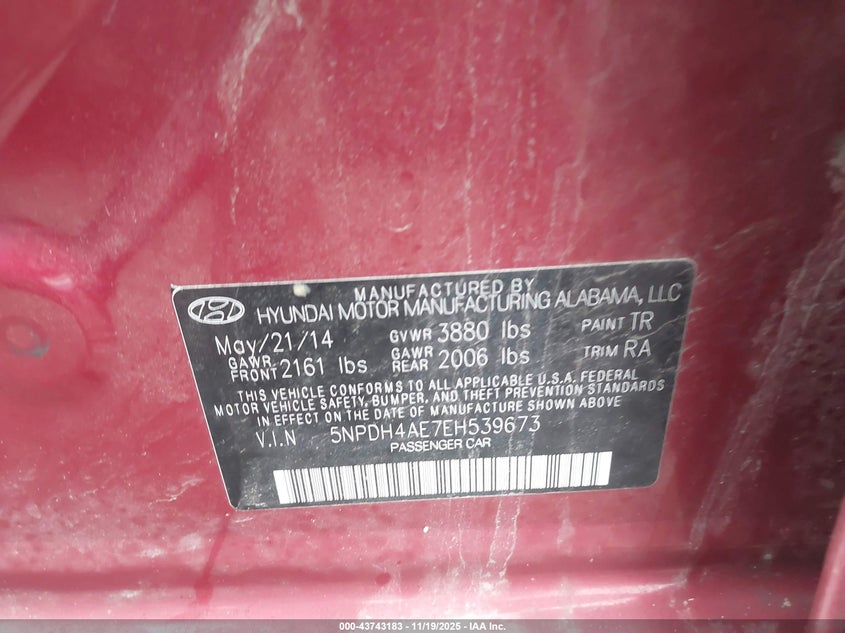 MANUFACTURED BY
HYUNDAI MOTOR MANUFACTURING ALABAMA, LLC
May/21/14 GVWR 3880 lbs PAINT TR
GAWR FRONT 2161 lbs GAWR REAR 2006 lbs TRIM RA
THIS VEHICLE CONFORMS TO ALL APPLICABLE U.S.A. FEDERAL
MOTOR VEHICLE SAFETY, BUMPER, AND THEFT PREVENTION STANDARDS
IN EFFECT ON THE DATE OF MANUFACTURE SHOWN ABOVE
V.I.N 5NPDH4AE7EH539673
PASSENGER CAR
© IAA - 43743183 - 11/19/2025 - IAA Inc.